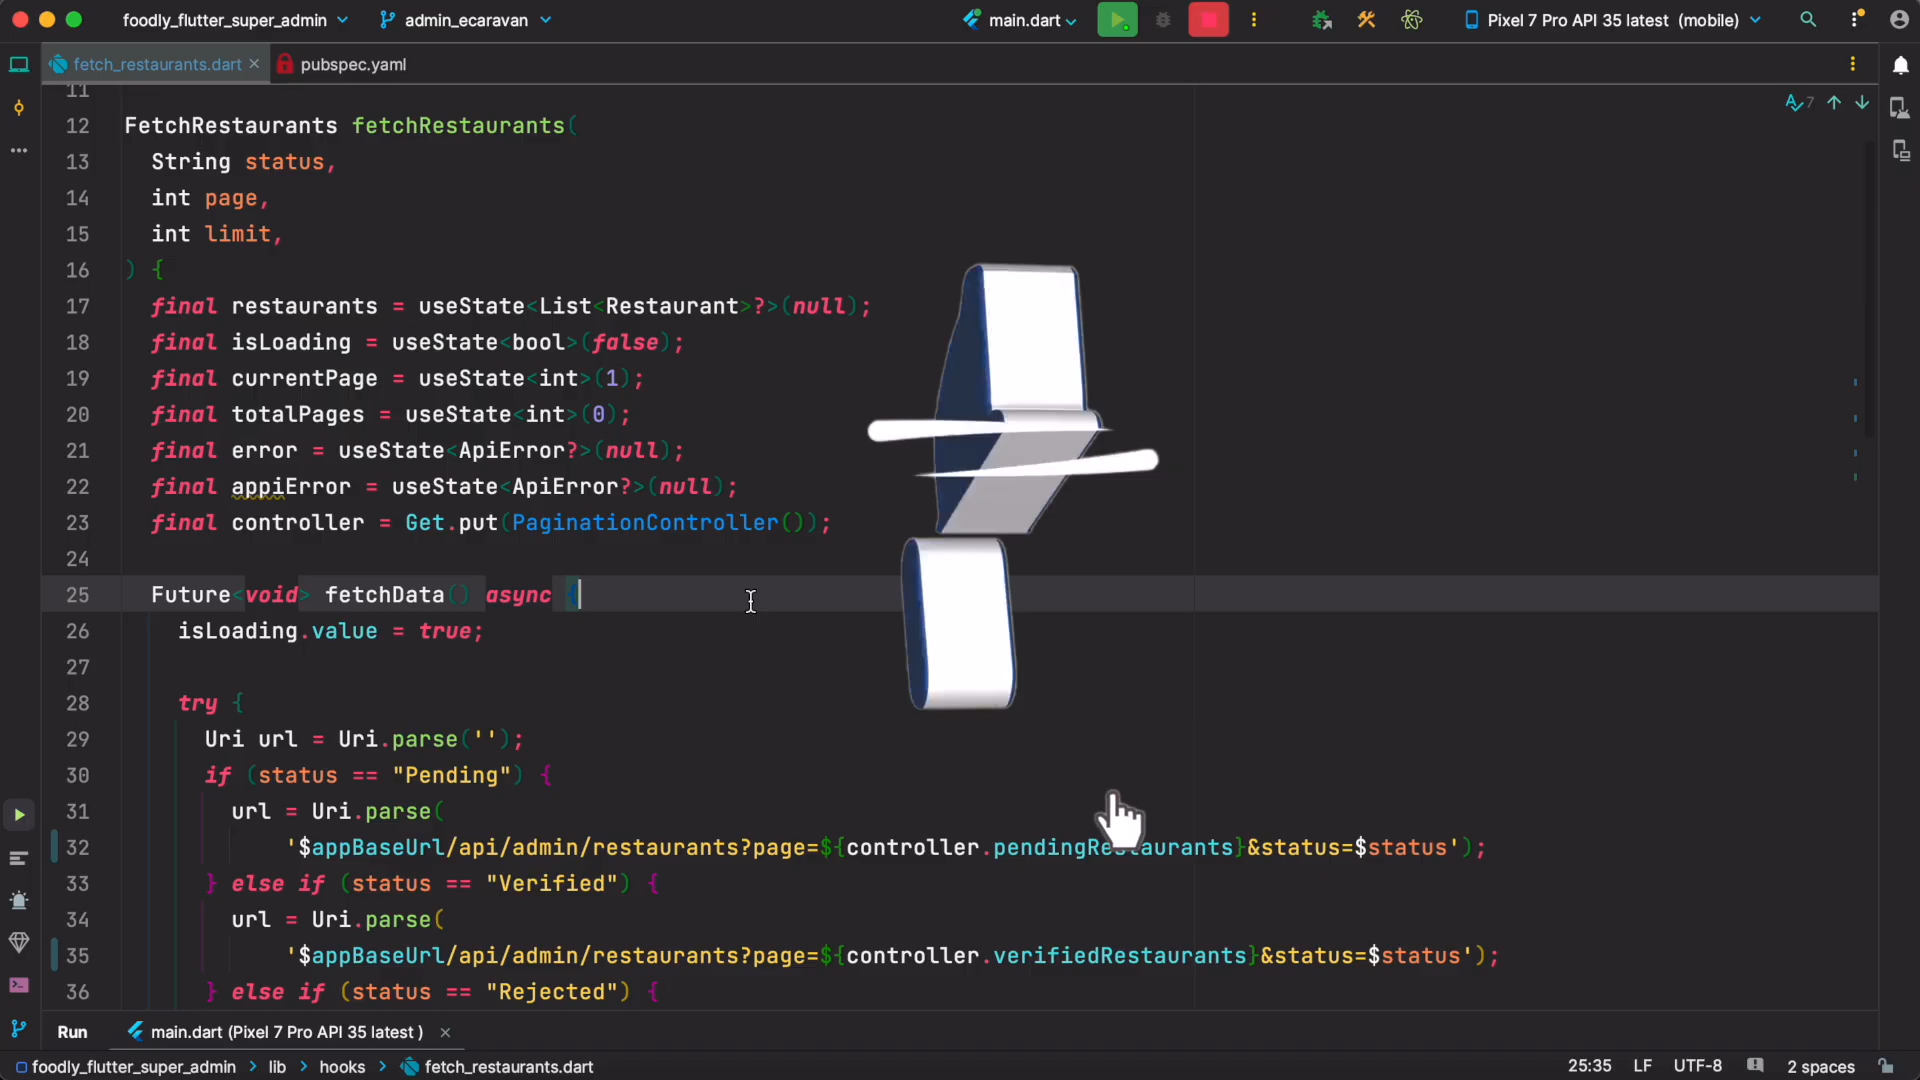 foodly_flutter_super_admin admin_ecaravan main.dart Pixel 7 Pro API 35 latest (mobile)
fetch_restaurants.dart pubspec.yaml
11
7
12 FetchRestaurants fetchRestaurants(
13 String status,
14 int page,
15 int limit,
16 ) {
17 final restaurants = useState<List<Restaurant>?>(null);
18 final isLoading = useState<bool>(false);
19 final currentPage = useState<int>(1);
20 final totalPages = useState<int>(0);
21 final error = useState<ApiError?>(null);
22 final appiError = useState<ApiError?>(null);
23 final controller = Get.put(PaginationController());
24
25 Future<void> fetchData() async {
26 isLoading.value = true;
27
28 try {
29 Uri url = Uri.parse('');
30 if (status == "Pending") {
31 url = Uri.parse(
32 '$appBaseUrl/api/admin/restaurants?page=${controller.pendingRestaurants}&status=$status');
33 } else if (status == "Verified") {
34 url = Uri.parse(
35 '$appBaseUrl/api/admin/restaurants?page=${controller.verifiedRestaurants}&status=$status');
36 } else if (status == "Rejected") {
Run main.dart (Pixel 7 Pro API 35 latest )
foodly_flutter_super_admin > lib > hooks > fetch_restaurants.dart 25:35 LF UTF-8 2 spaces